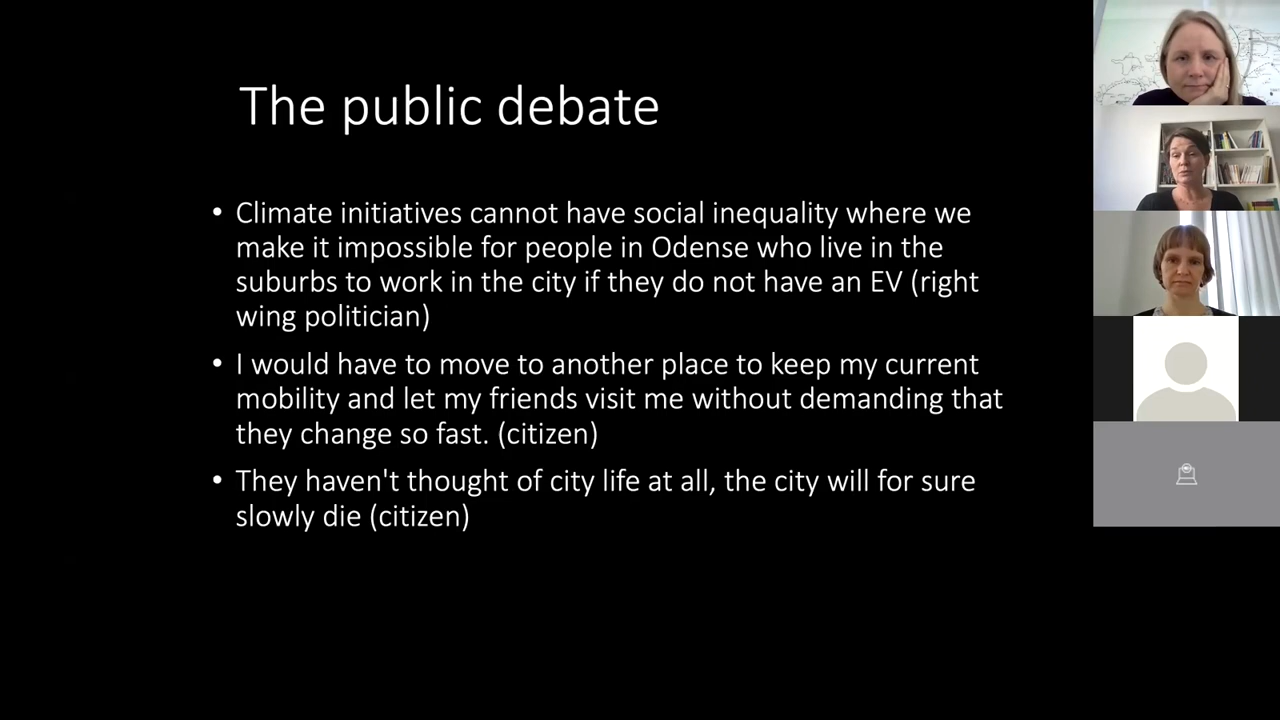 The public debate
• Climate initiatives cannot have social inequality where we
make it impossible for people in Odense who live in the
suburbs to work in the city if they do not have an EV (right
wing politician)
• I would have to move to another place to keep my current
mobility and let my friends visit me without demanding that
they change so fast. (citizen)
• They haven't thought of city life at all, the city will for sure
slowly die (citizen)